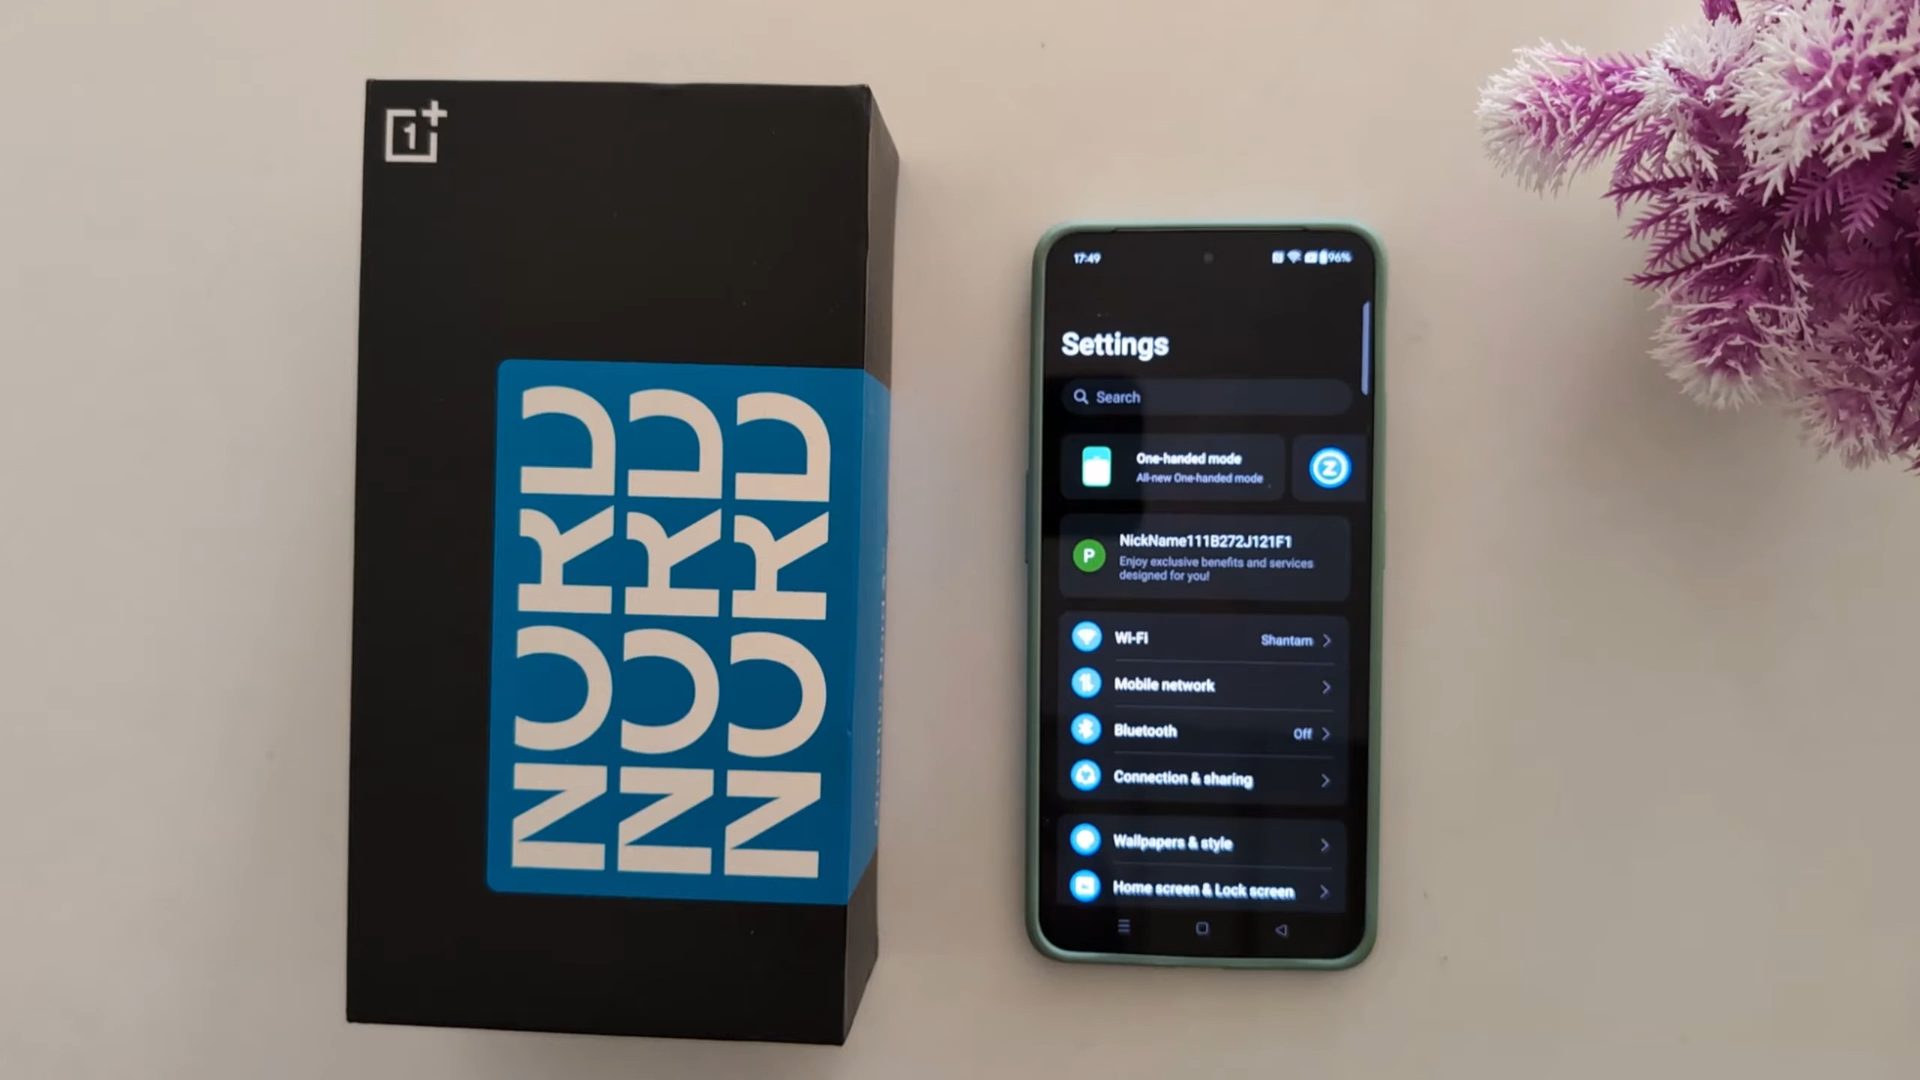 1+
NORD
NORD
NORD
17:49
96%
Settings
Search
One-handed mode
All-new One-handed mode
Z
P
NickName111B272J121F1
Enjoy exclusive benefits and services
designed for you!
Wi-Fi
Shantam
Mobile network
Bluetooth
Off
Connection & sharing
Wallpapers & style
Home screen & Lock screen